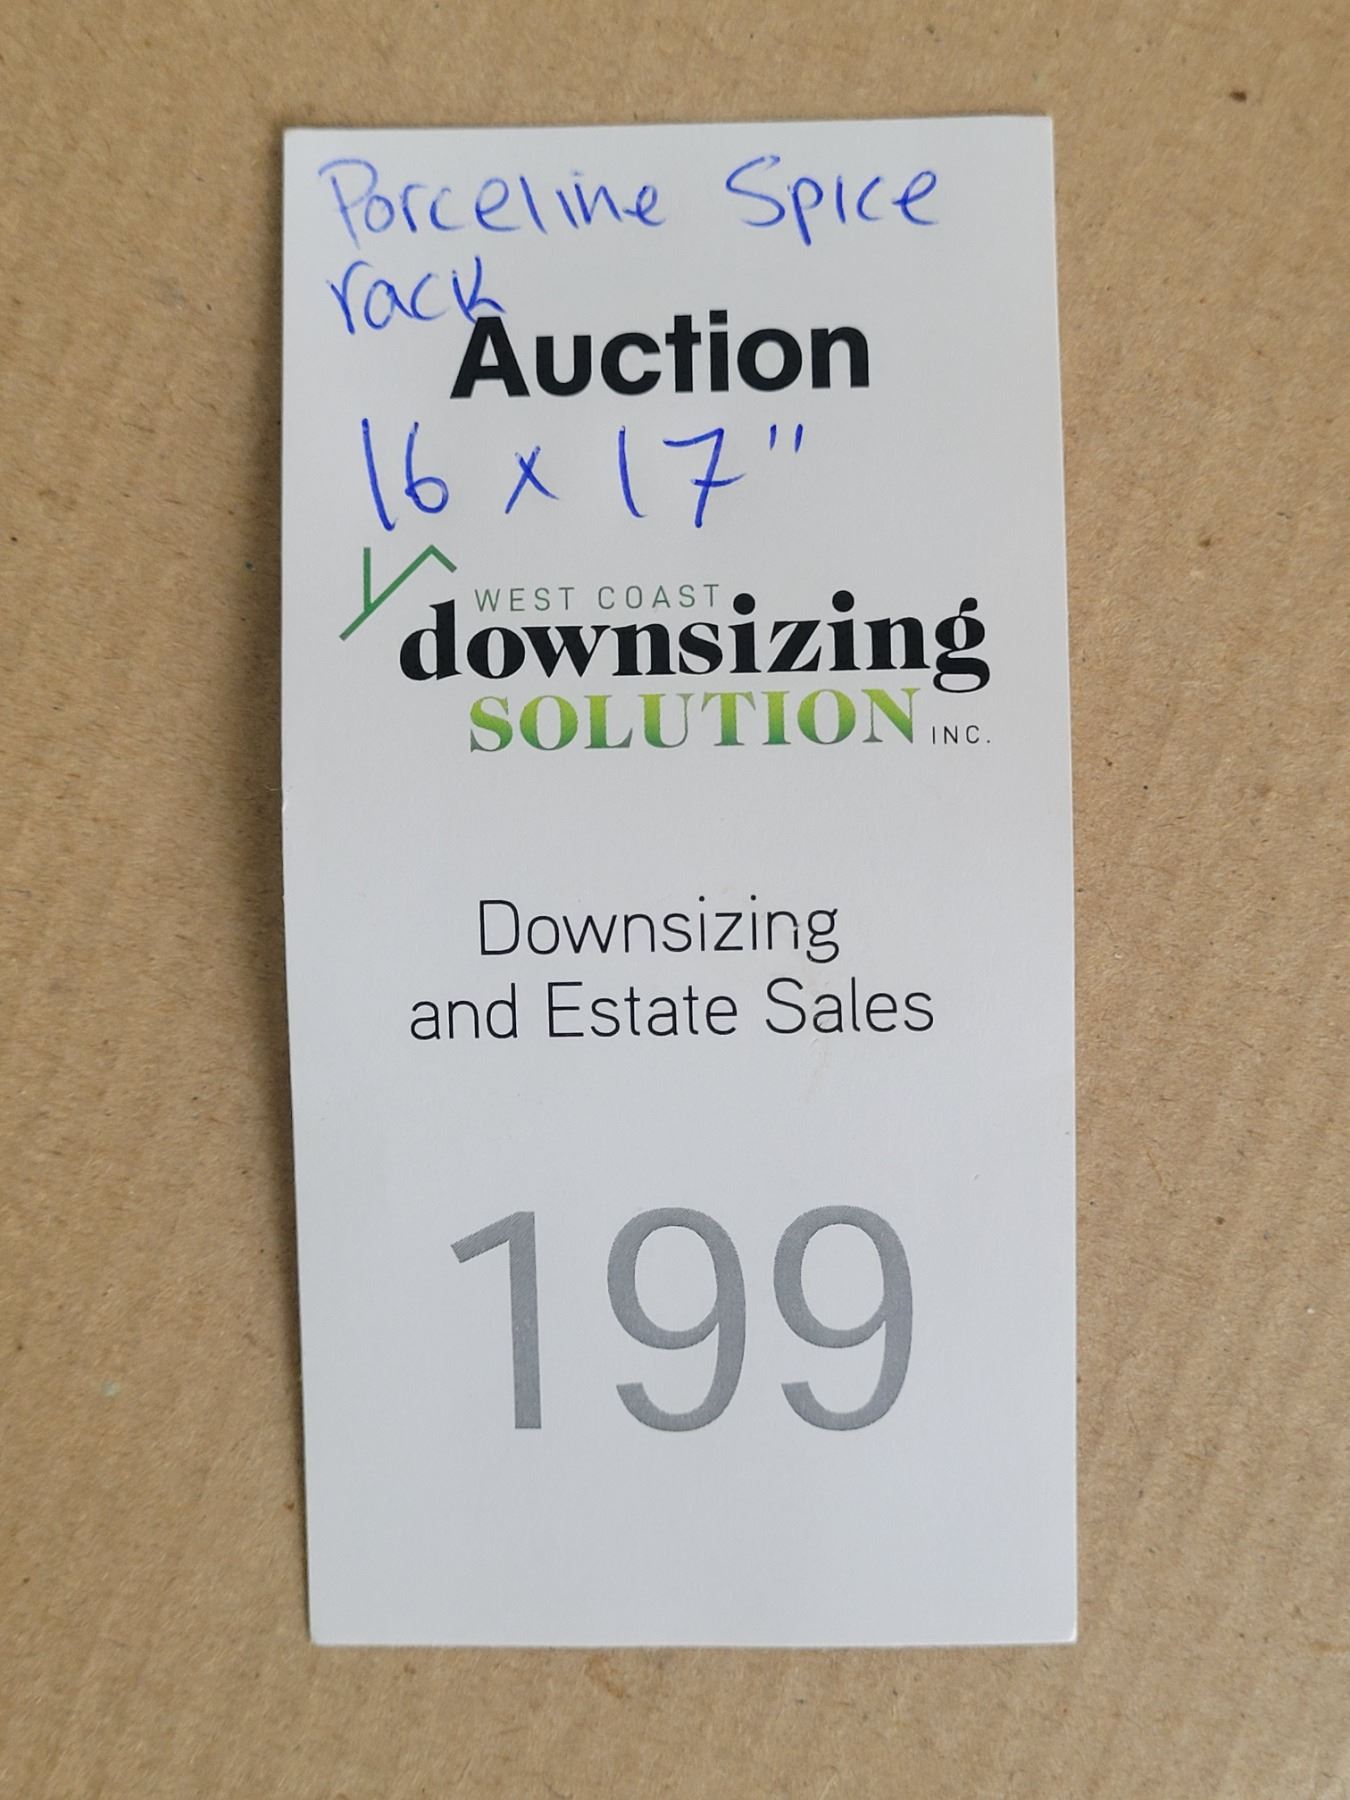 Porceline Spice
rack
Auction
16 x 17"
WEST COAST
downsizing
SOLUTION INC.
Downsizing
and Estate Sales
199